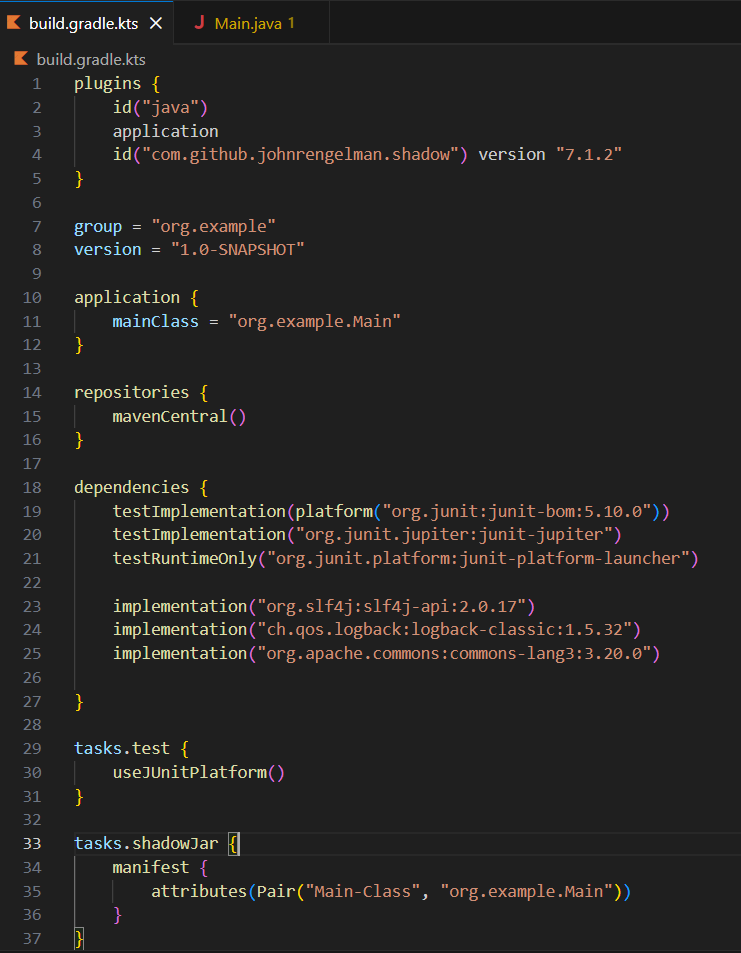 build.gradle.kts
Main.java 1
build.gradle.kts
1 plugins {
2 id("java")
3 application
4 id("com.github.johnrengelman.shadow") version "7.1.2"
5 }
6
7 group = "org.example"
8 version = "1.0-SNAPSHOT"
9
10 application {
11 mainClass = "org.example.Main"
12 }
13
14 repositories {
15 mavenCentral()
16 }
17
18 dependencies {
19 testImplementation(platform("org.junit:junit-bom:5.10.0"))
20 testImplementation("org.junit.jupiter:junit-jupiter")
21 testRuntimeOnly("org.junit.platform:junit-platform-launcher")
22
23 implementation("org.slf4j:slf4j-api:2.0.17")
24 implementation("ch.qos.logback:logback-classic:1.5.32")
25 implementation("org.apache.commons:commons-lang3:3.20.0")
26
27 }
28
29 tasks.test {
30 useJUnitPlatform()
31 }
32
33 tasks.shadowJar {
34 manifest {
35 attributes(Pair("Main-Class", "org.example.Main"))
36 }
37 }